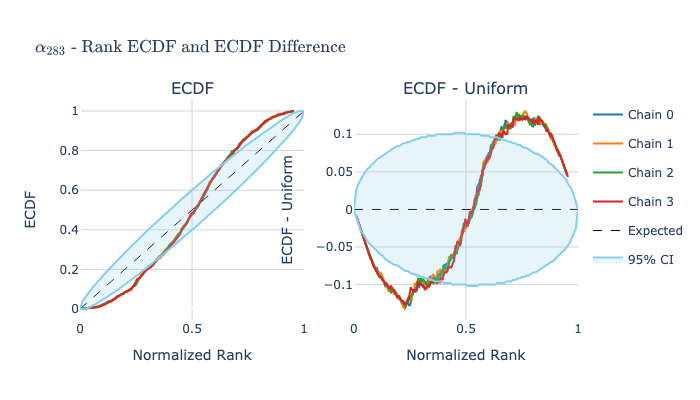 α₂₈₃ - Rank ECDF and ECDF Difference
ECDF
ECDF
1
0.8
0.6
0.4
0.2
0
0
0.5
1
Normalized Rank
ECDF - Uniform
ECDF - Uniform
0.1
0.05
0
−0.05
−0.1
0
0.5
1
Normalized Rank
Chain 0
Chain 1
Chain 2
Chain 3
Expected
95% CI